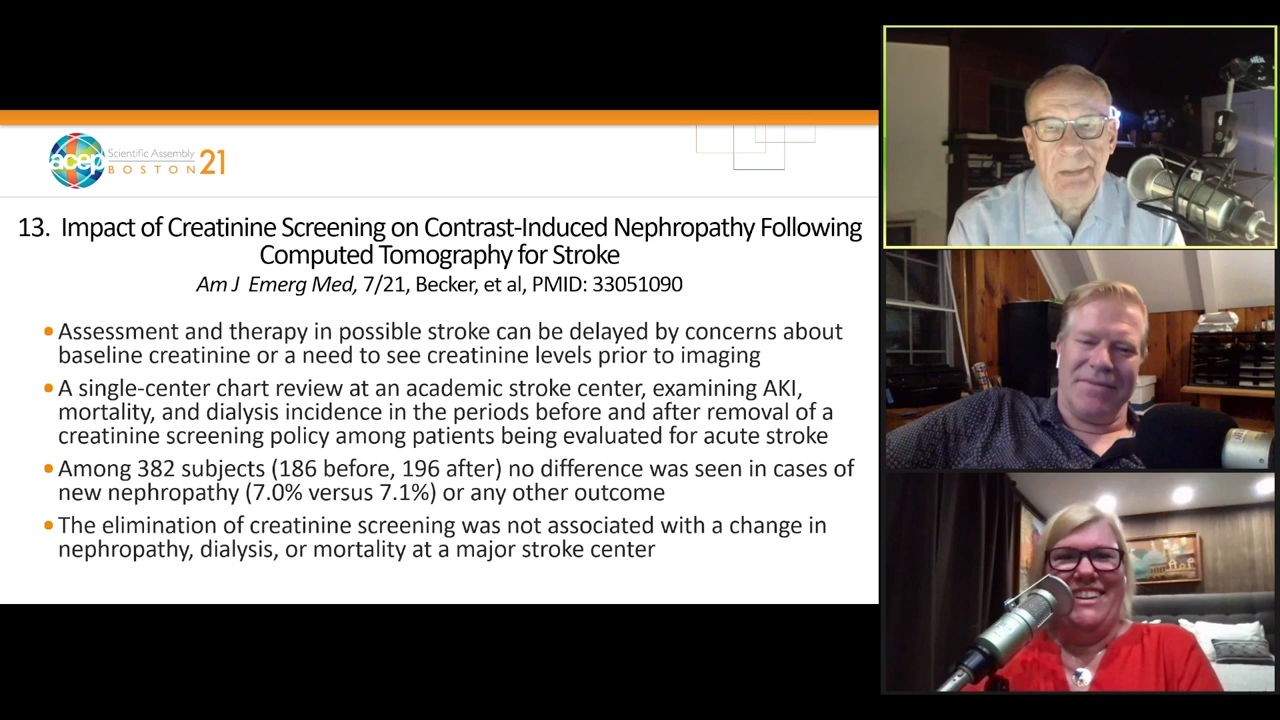 acep Scientific Assembly
BOSTON 21
13. Impact of Creatinine Screening on Contrast-Induced Nephropathy Following
Computed Tomography for Stroke
Am J Emerg Med, 7/21, Becker, et al, PMID: 33051090
• Assessment and therapy in possible stroke can be delayed by concerns about
baseline creatinine or a need to see creatinine levels prior to imaging
• A single-center chart review at an academic stroke center, examining AKI,
mortality, and dialysis incidence in the periods before and after removal of a
creatinine screening policy among patients being evaluated for acute stroke
• Among 382 subjects (186 before, 196 after) no difference was seen in cases of
new nephropathy (7.0% versus 7.1%) or any other outcome
• The elimination of creatinine screening was not associated with a change in
nephropathy, dialysis, or mortality at a major stroke center